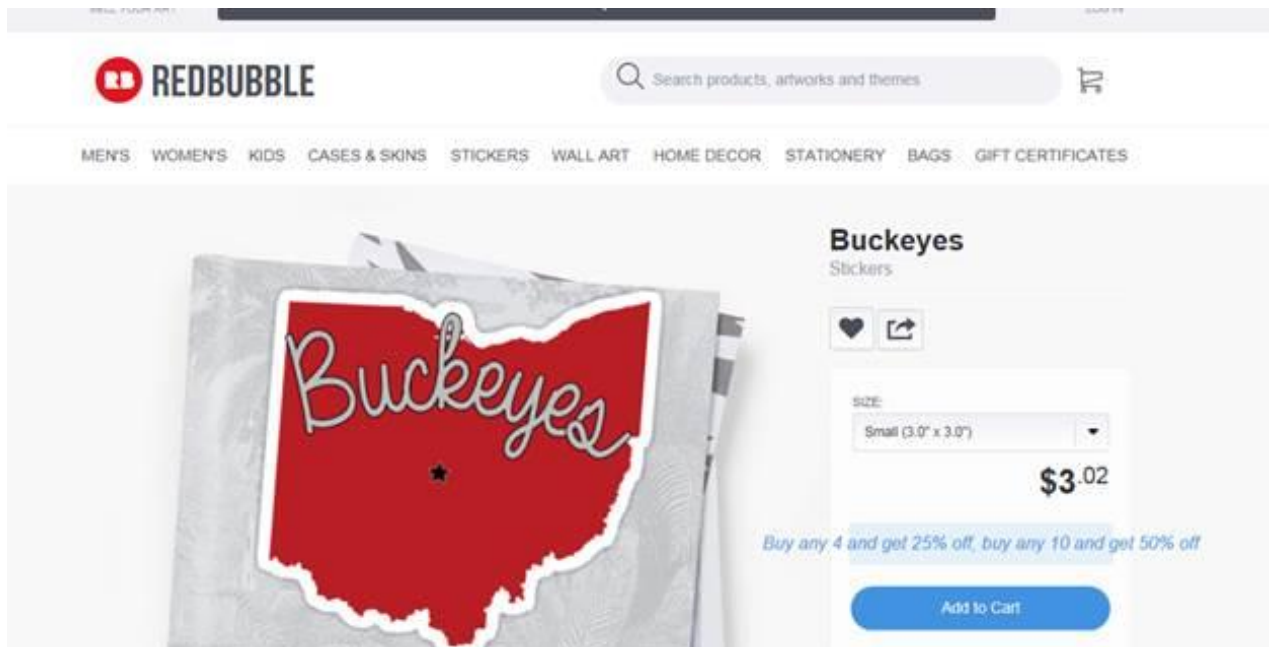 RB REDBUBBLE
Search products, artworks and themes
MEN'S WOMEN'S KIDS CASES & SKINS STICKERS WALL ART HOME DECOR STATIONERY BAGS GIFT CERTIFICATES
Buckeyes
Stickers
Buckeyes
SIZE:
Small (3.0" x 3.0")
$3.02
Buy any 4 and get 25% off, buy any 10 and get 50% off
Add to Cart